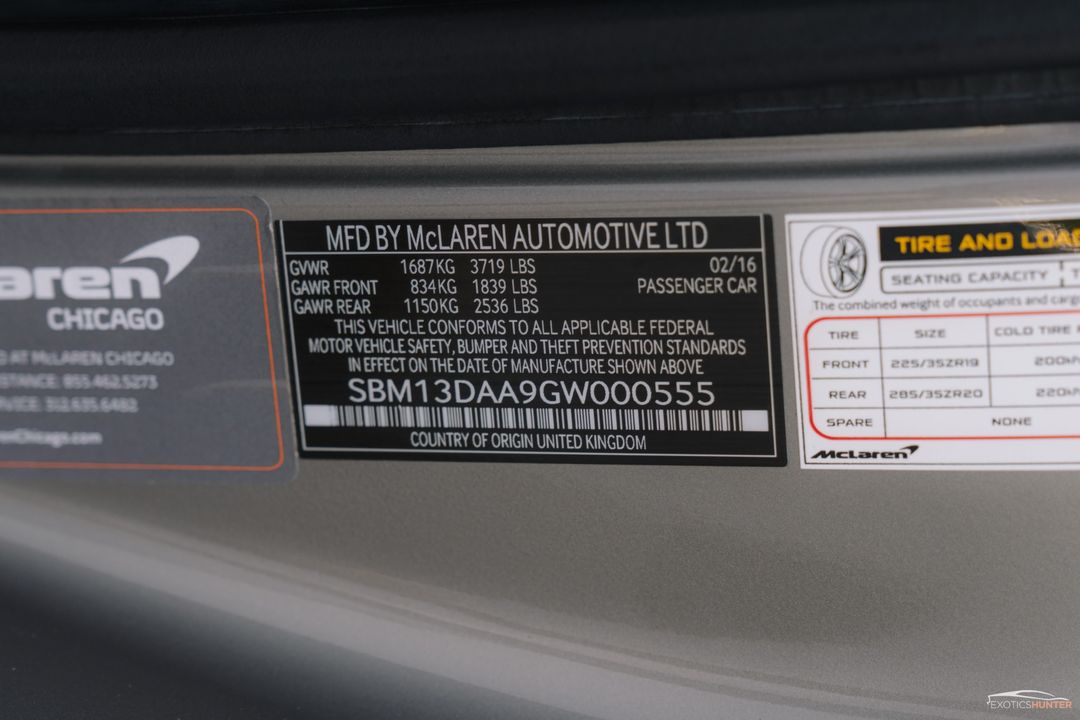 aren
CHICAGO
D AT McLAREN CHICAGO
STANCE: 855.462.5273
VICE: 312.635.6482
renChicago.com
MFD BY McLAREN AUTOMOTIVE LTD
GVWR 1687KG 3719 LBS 02/16
GAWR FRONT 834KG 1839 LBS PASSENGER CAR
GAWR REAR 1150KG 2536 LBS
THIS VEHICLE CONFORMS TO ALL APPLICABLE FEDERAL
MOTOR VEHICLE SAFETY, BUMPER AND THEFT PREVENTION STANDARDS
IN EFFECT ON THE DATE OF MANUFACTURE SHOWN ABOVE
SBM13DAA9GW000555
COUNTRY OF ORIGIN UNITED KINGDOM
TIRE AND LOA
SEATING CAPACITY T
The combined weight of occupants and carg
TIRE SIZE COLD TIRE
FRONT 225/35ZR19 200k
REAR 285/35ZR20 220k
SPARE NONE
McLaren
EXOTICSHUNTER